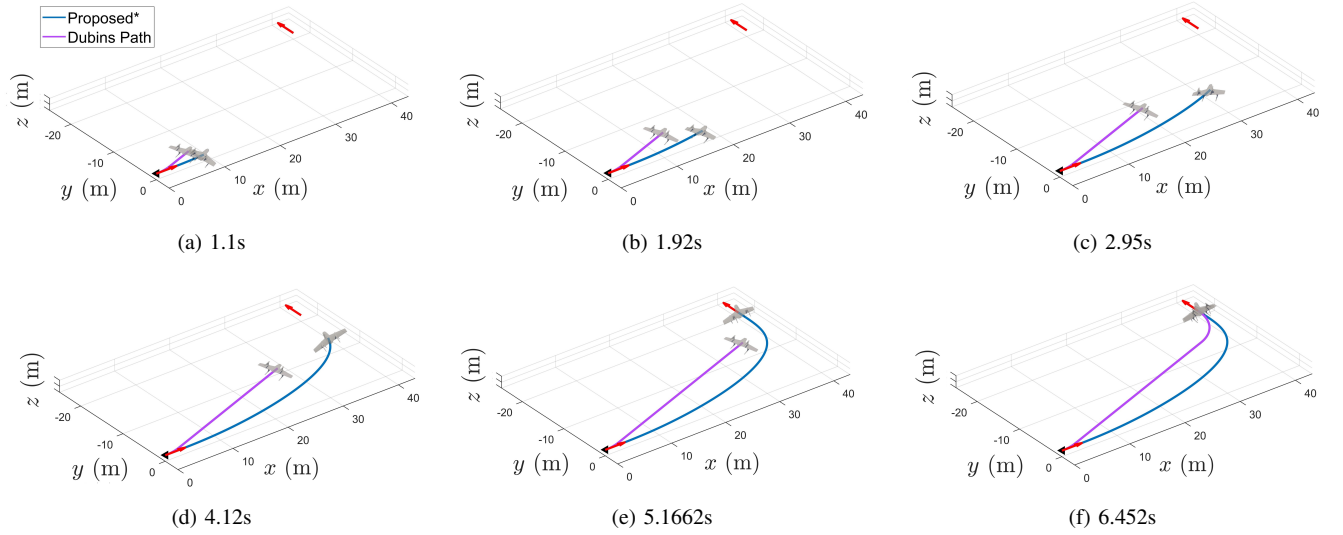 Proposed*
Dubins Path
z (m)
-20
-10
0
y (m)
0
10
20
30
40
x (m)
(a) 1.1s
z (m)
-20
-10
0
y (m)
0
10
20
30
40
x (m)
(b) 1.92s
z (m)
-20
-10
0
y (m)
0
10
20
30
40
x (m)
(c) 2.95s
z (m)
-20
-10
0
y (m)
0
10
20
30
40
x (m)
(d) 4.12s
z (m)
-20
-10
0
y (m)
0
10
20
30
40
x (m)
(e) 5.1662s
z (m)
-20
-10
0
y (m)
0
10
20
30
40
x (m)
(f) 6.452s